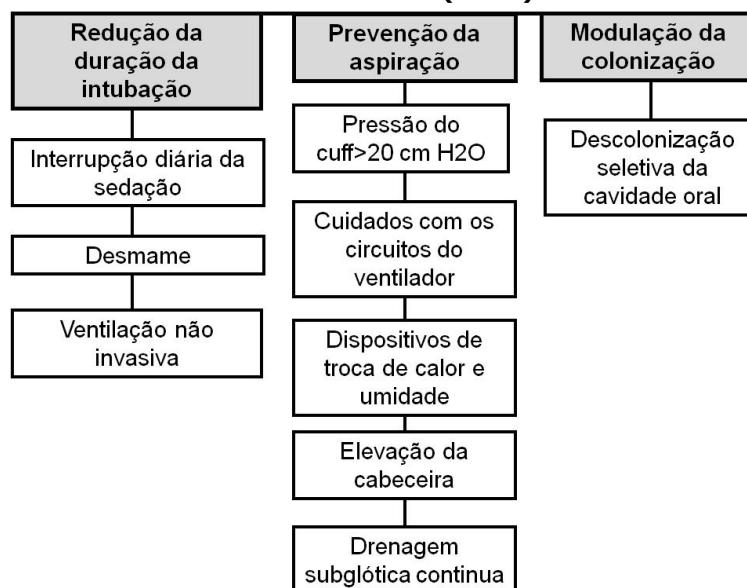 Redução da
duração da
intubação
Interrupção diária da
sedação
Desmame
Ventilação não
invasiva
Prevenção da
aspiração
Pressão do
cuff>20 cm H2O
Cuidados com os
circuitos do
ventilador
Dispositivos de
troca de calor e
umidade
Elevação da
cabeceira
Drenagem
subglótica continua
Modulação da
colonização
Descolonização
seletiva da
cavidade oral